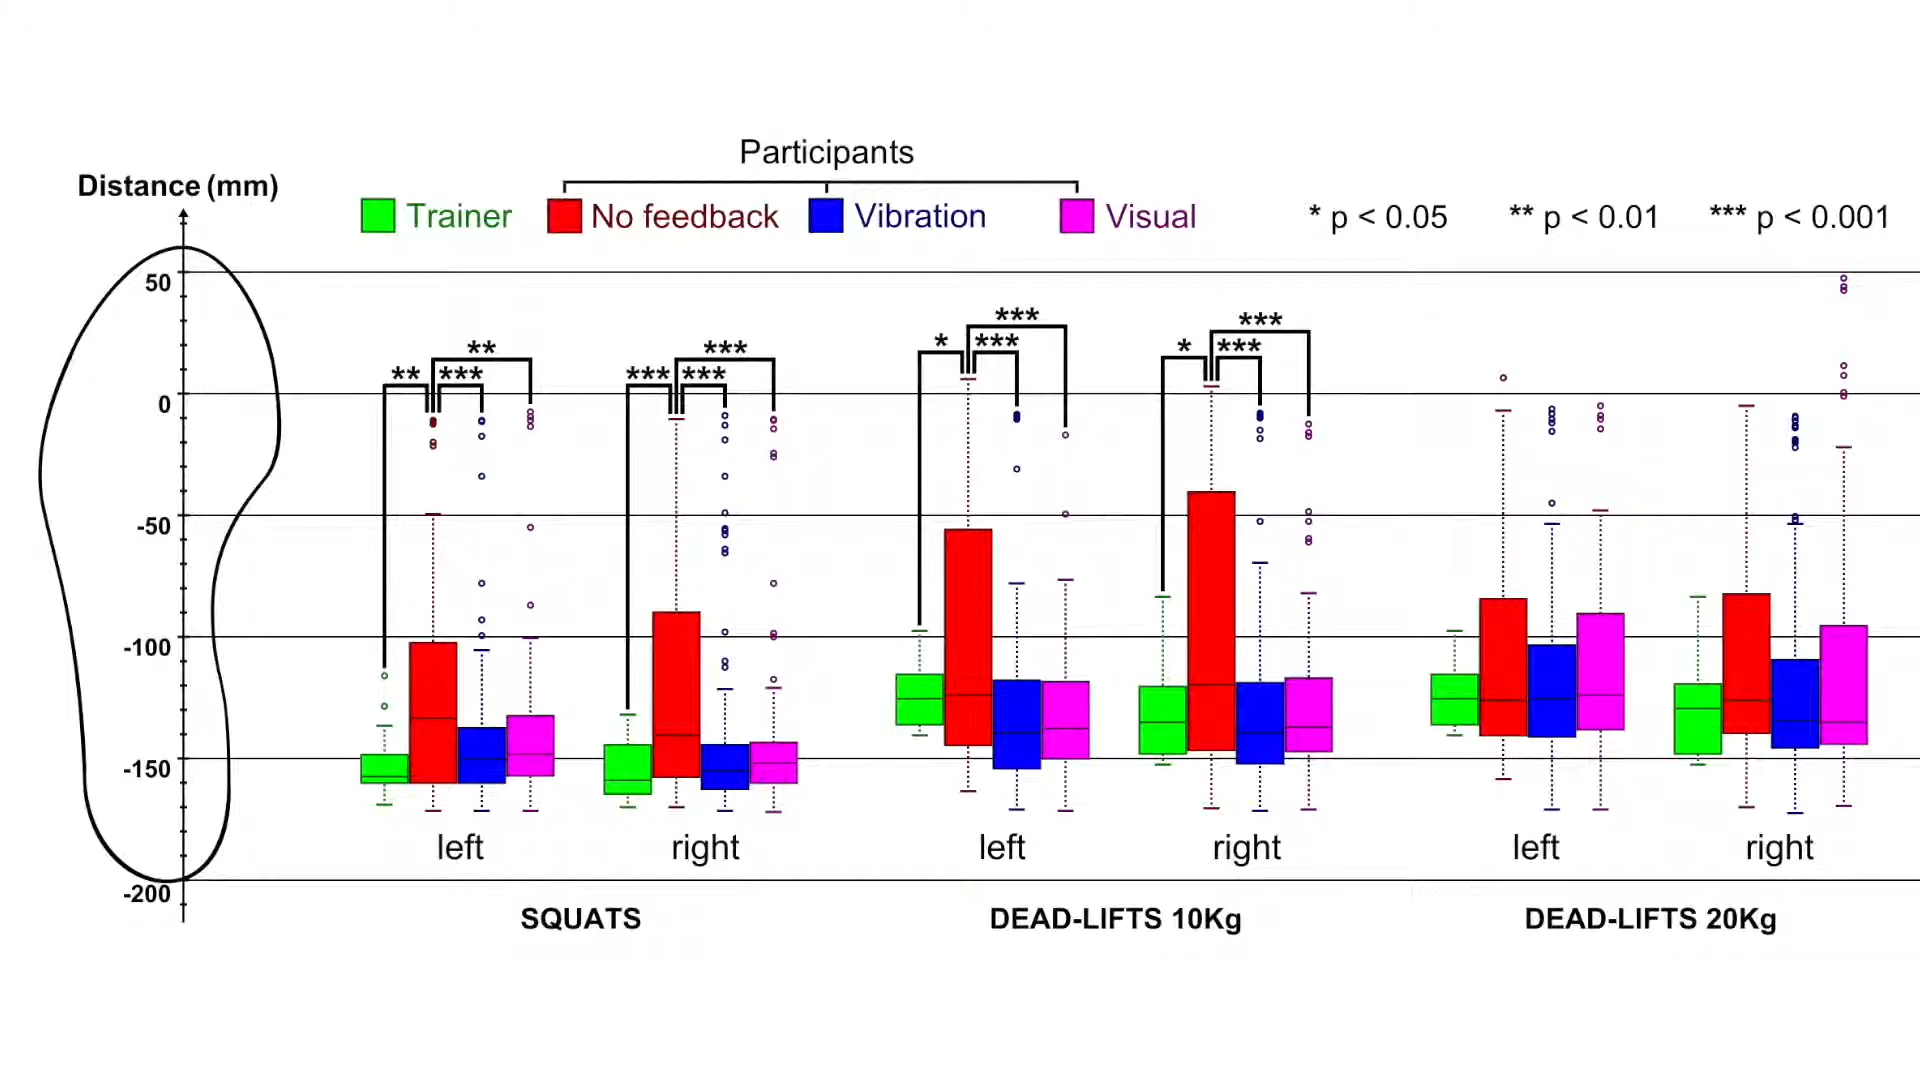 Participants
Distance (mm)
Trainer No feedback Vibration Visual * p < 0.05 ** p < 0.01 *** p < 0.001
50
0
-50
-100
-150
-200
** *** **
*** *** ***
* *** ***
* *** ***
left right left right left right
SQUATS DEAD-LIFTS 10Kg DEAD-LIFTS 20Kg